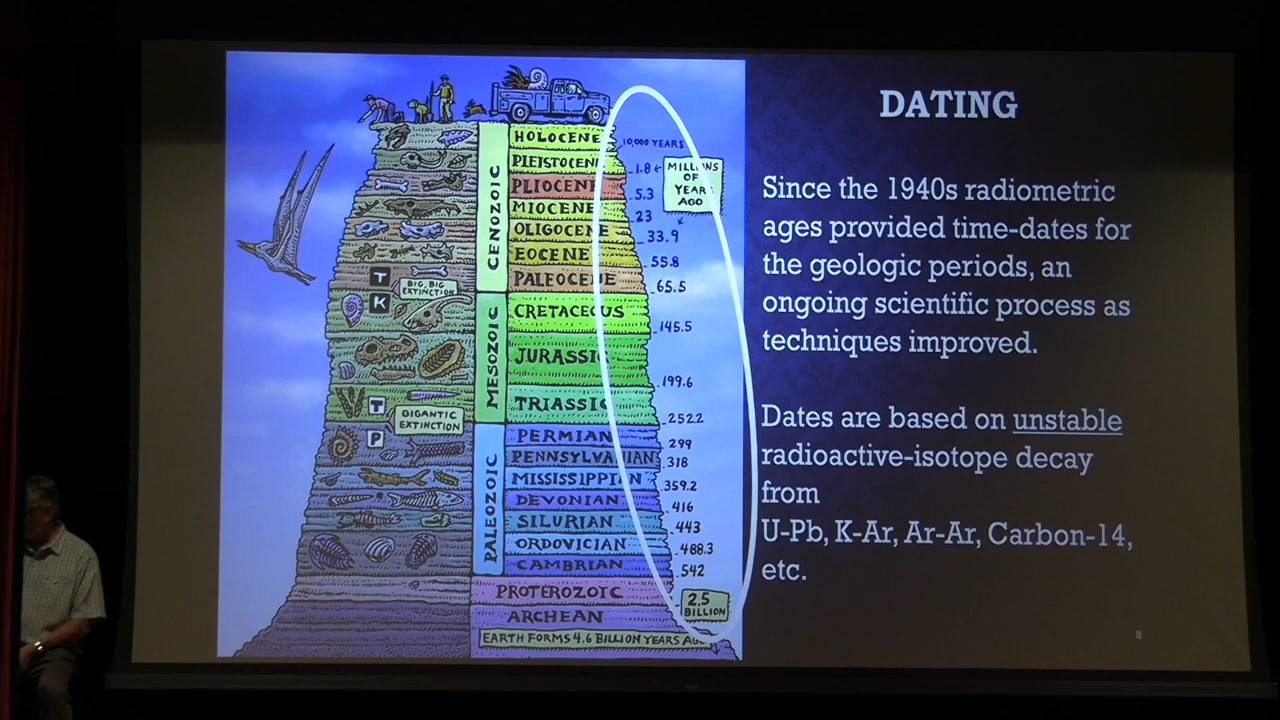 HOLOCENE
10,000 YEARS
PLEISTOCENE
1.8
MILLIONS
OF
YEARS
AGO
PLIOCENE
5.3
MIOCENE
23
OLIGOCENE
33.9
EOCENE
55.8
PALEOCENE
65.5
CENOZOIC
T
BIG, BIG
EXTINCTION
K
CRETACEOUS
145.5
JURASSIC
199.6
TRIASSIC
252.2
MESOZOIC
T
GIGANTIC
EXTINCTION
P
PERMIAN
299
PENNSYLVANIAN
318
MISSISSIPPIAN
359.2
DEVONIAN
416
SILURIAN
443
ORDOVICIAN
488.3
CAMBRIAN
542
PALEOZOIC
PROTEROZOIC
2.5
BILLION
ARCHEAN
EARTH FORMS 4.6 BILLION YEARS AGO
DATING
Since the 1940s radiometric
ages provided time-dates for
the geologic periods, an
ongoing scientific process as
techniques improved.
Dates are based on unstable
radioactive-isotope decay
from
U-Pb, K-Ar, Ar-Ar, Carbon-14,
etc.
8